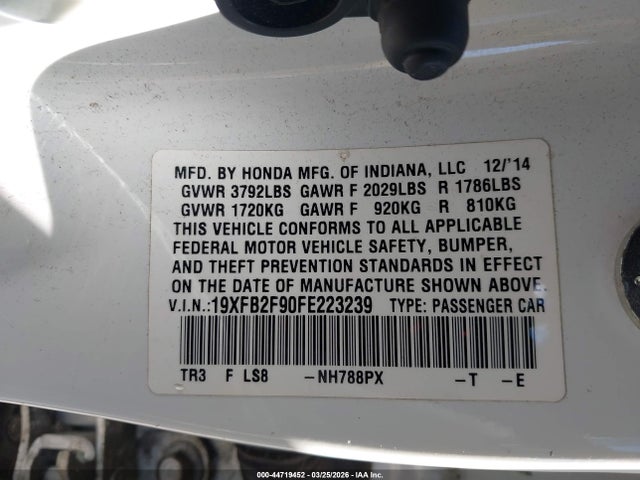 MFD. BY HONDA MFG. OF INDIANA, LLC 12/'14
GVWR 3792LBS GAWR F 2029LBS R 1786LBS
GVWR 1720KG GAWR F 920KG R 810KG
THIS VEHICLE CONFORMS TO ALL APPLICABLE
FEDERAL MOTOR VEHICLE SAFETY, BUMPER,
AND THEFT PREVENTION STANDARDS IN EFFECT
ON THE DATE OF MANUFACTURE SHOWN ABOVE.
V.I.N.:19XFB2F90FE223239 TYPE: PASSENGER CAR
TR3 F LS8 -NH788PX -T -E
000-44719452 - 03/25/2026 - IAA Inc.